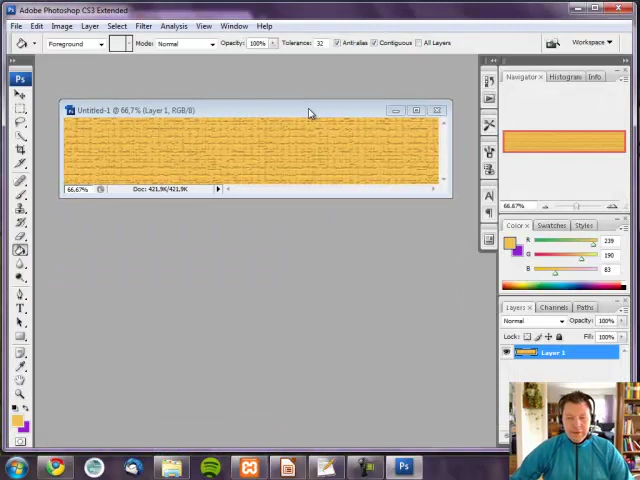 Adobe Photoshop CS3 Extended
File Edit Image Layer Select Filter Analysis View Window Help
Foreground Mode: Normal Opacity: 100% Tolerance: 32 Anti-alias Contiguous All Layers Workspace
Ps
Untitled-1 @ 66,7% (Layer 1, RGB/8)
66.67% Doc: 421,9K/421,9K
Navigator Histogram Info
66.67%
Color Swatches Styles
R 239
G 190
B 83
Layers Channels Paths
Normal Opacity: 100%
Lock: Fill: 100%
Layer 1
Ps